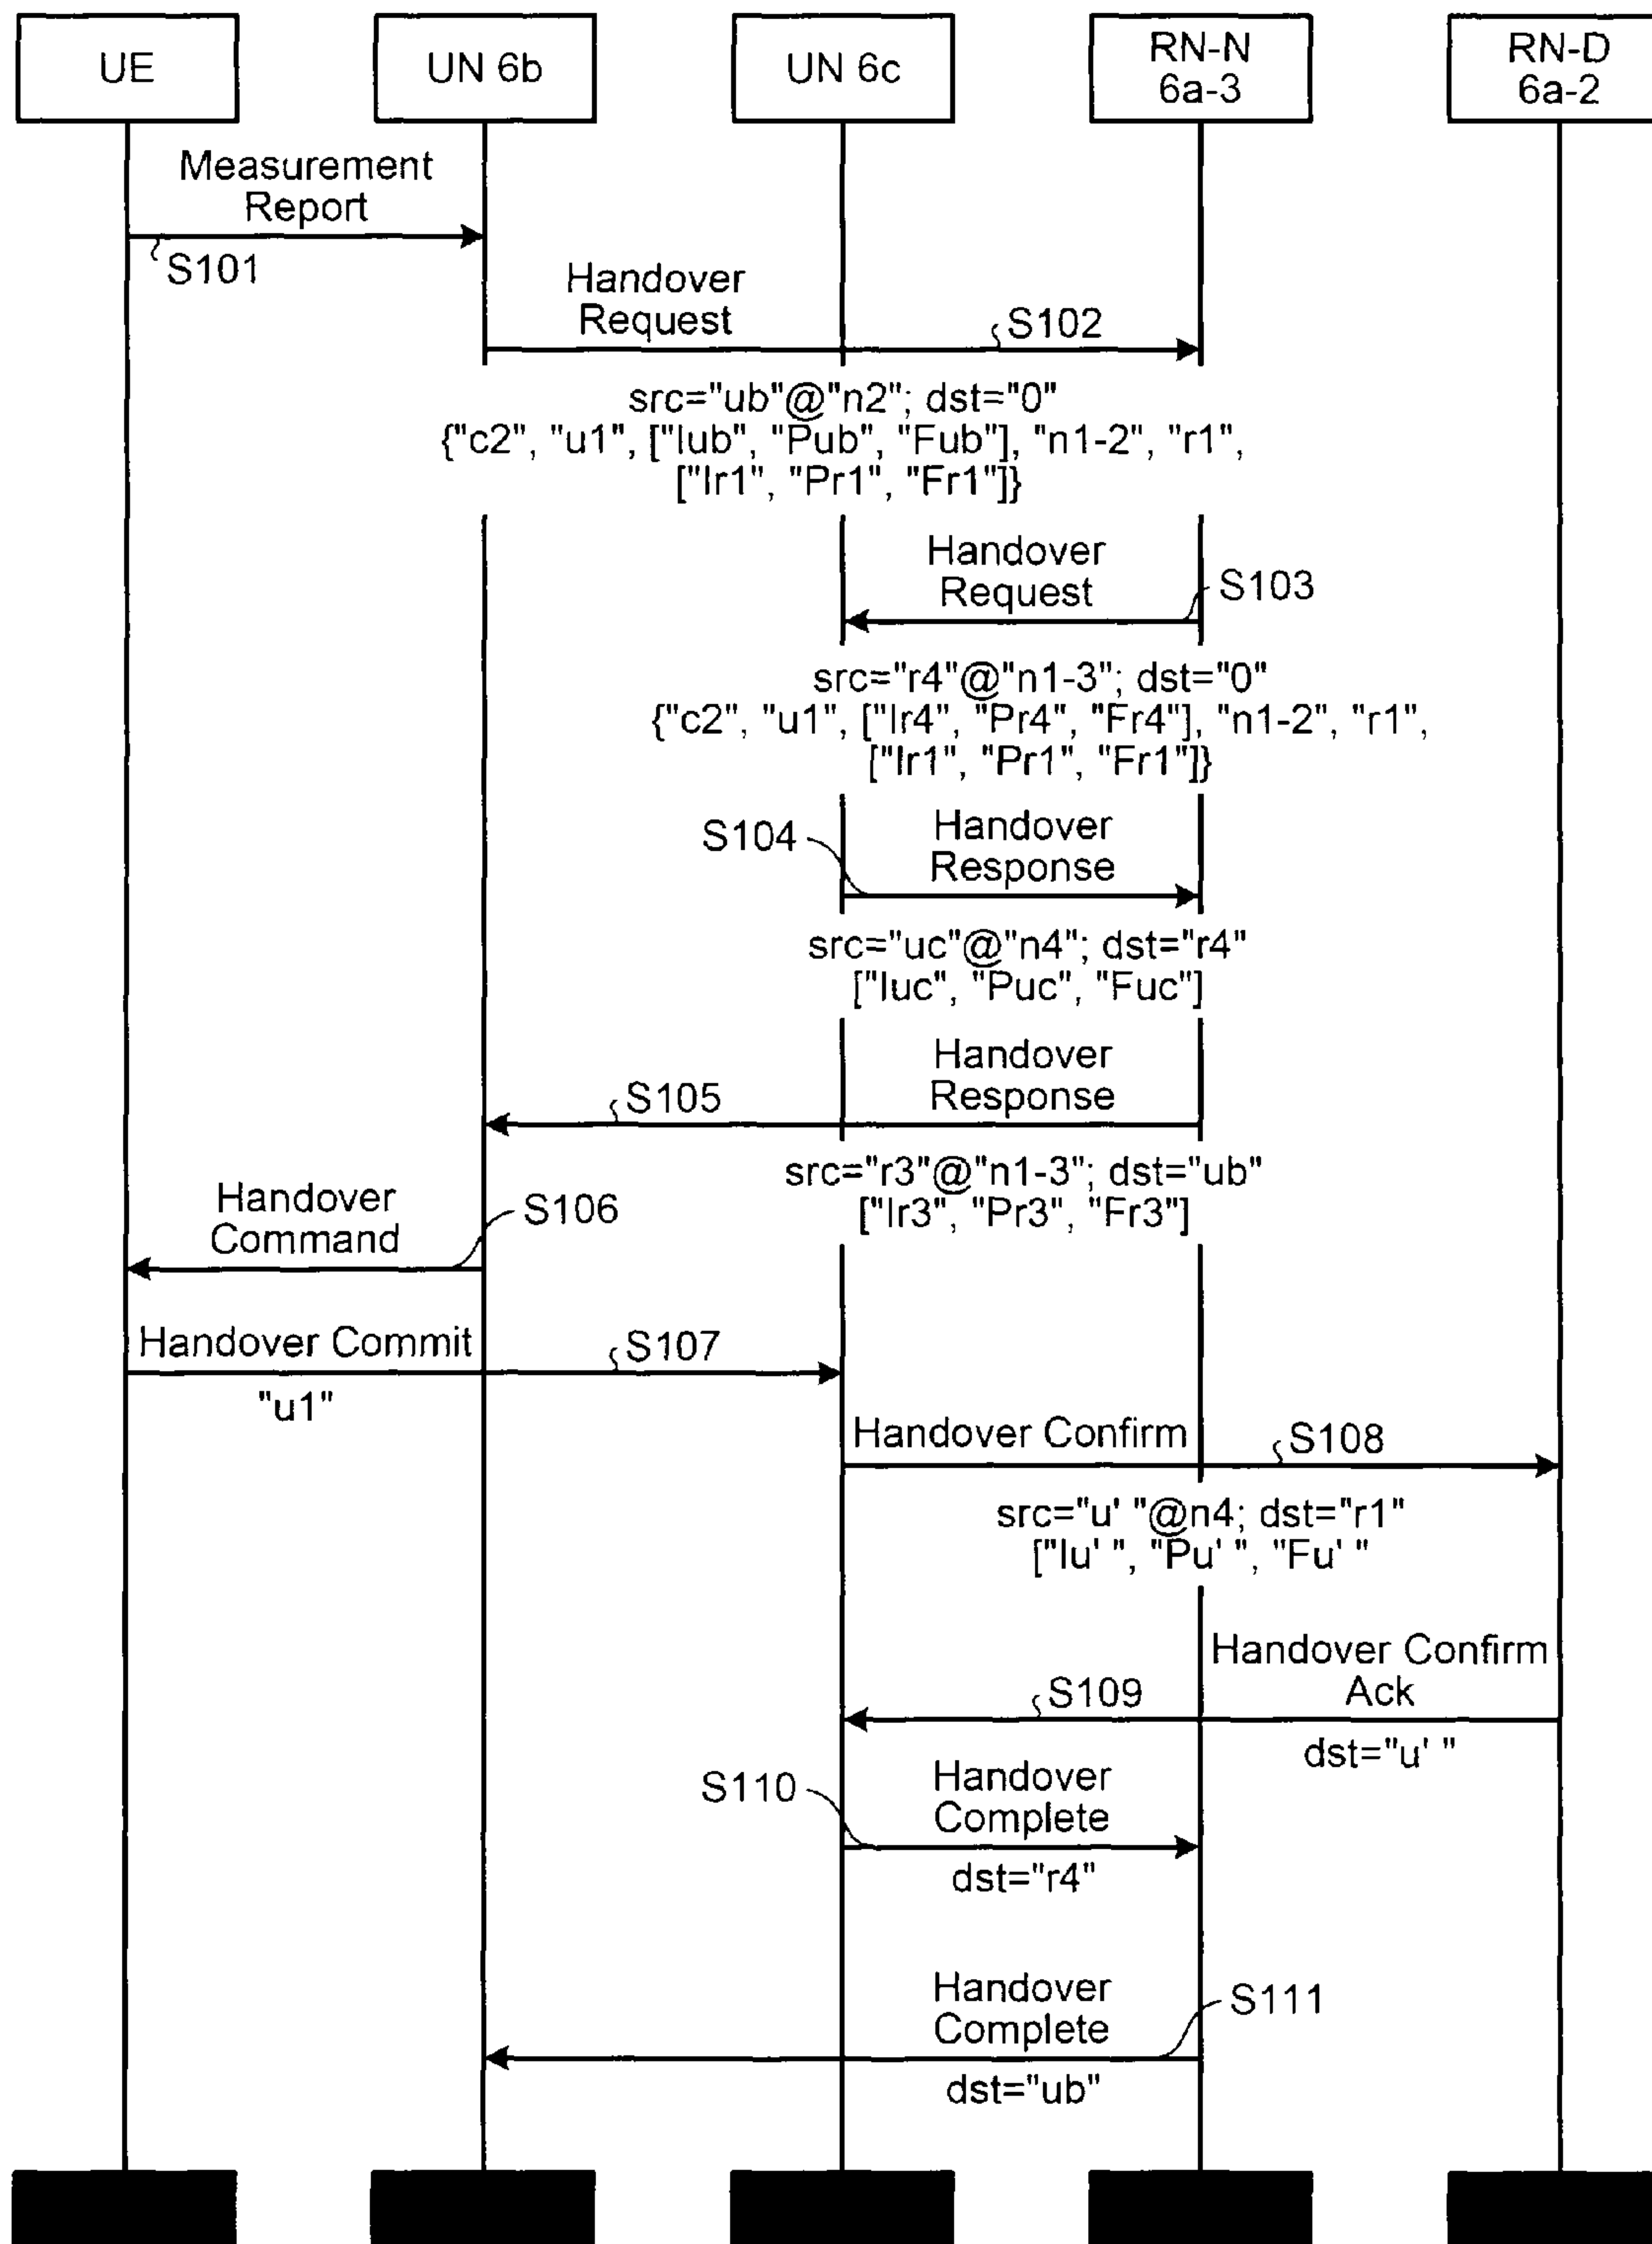 UE
UN 6b
UN 6c
RN-N
6a-3
RN-D
6a-2
Measurement
Report
S101
Handover
Request
S102
src="ub"@"n2"; dst="0"
{"c2", "u1", ["Iub", "Pub", "Fub"], "n1-2", "r1",
["Ir1", "Pr1", "Fr1"]}
Handover
Request
S103
src="r4"@"n1-3"; dst="0"
{"c2", "u1", ["Ir4", "Pr4", "Fr4"], "n1-2", "r1",
["Ir1", "Pr1", "Fr1"]}
S104
Handover
Response
src="uc"@"n4"; dst="r4"
["Iuc", "Puc", "Fuc"]
Handover
Response
S105
src="r3"@"n1-3"; dst="ub"
["Ir3", "Pr3", "Fr3"]
Handover
Command
S106
Handover Commit
S107
"u1"
Handover Confirm
S108
src="u' "@n4; dst="r1"
["Iu' ", "Pu' ", "Fu' "
Handover Confirm
Ack
S109
dst="u' "
S110
Handover
Complete
dst="r4"
Handover
Complete
S111
dst="ub"